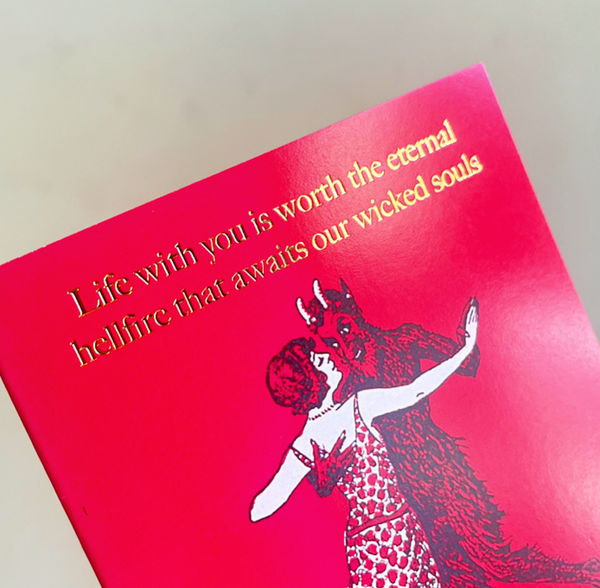 Life with you is worth the eternal
hellfire that awaits our wicked souls